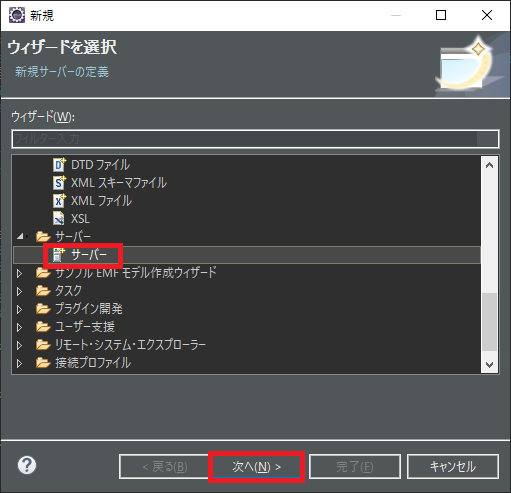 新規
ウィザードを選択
新規サーバーの定義
ウィザード(W):
フィルター入力
DTD ファイル
XML スキーマファイル
XML ファイル
XSL
サーバー
サーバー
サンプル EMF モデル作成ウィザード
タスク
プラグイン開発
ユーザー支援
リモート・システム・エクスプローラー
接続プロファイル
< 戻る(B) 次へ(N) > 完了(F) キャンセル